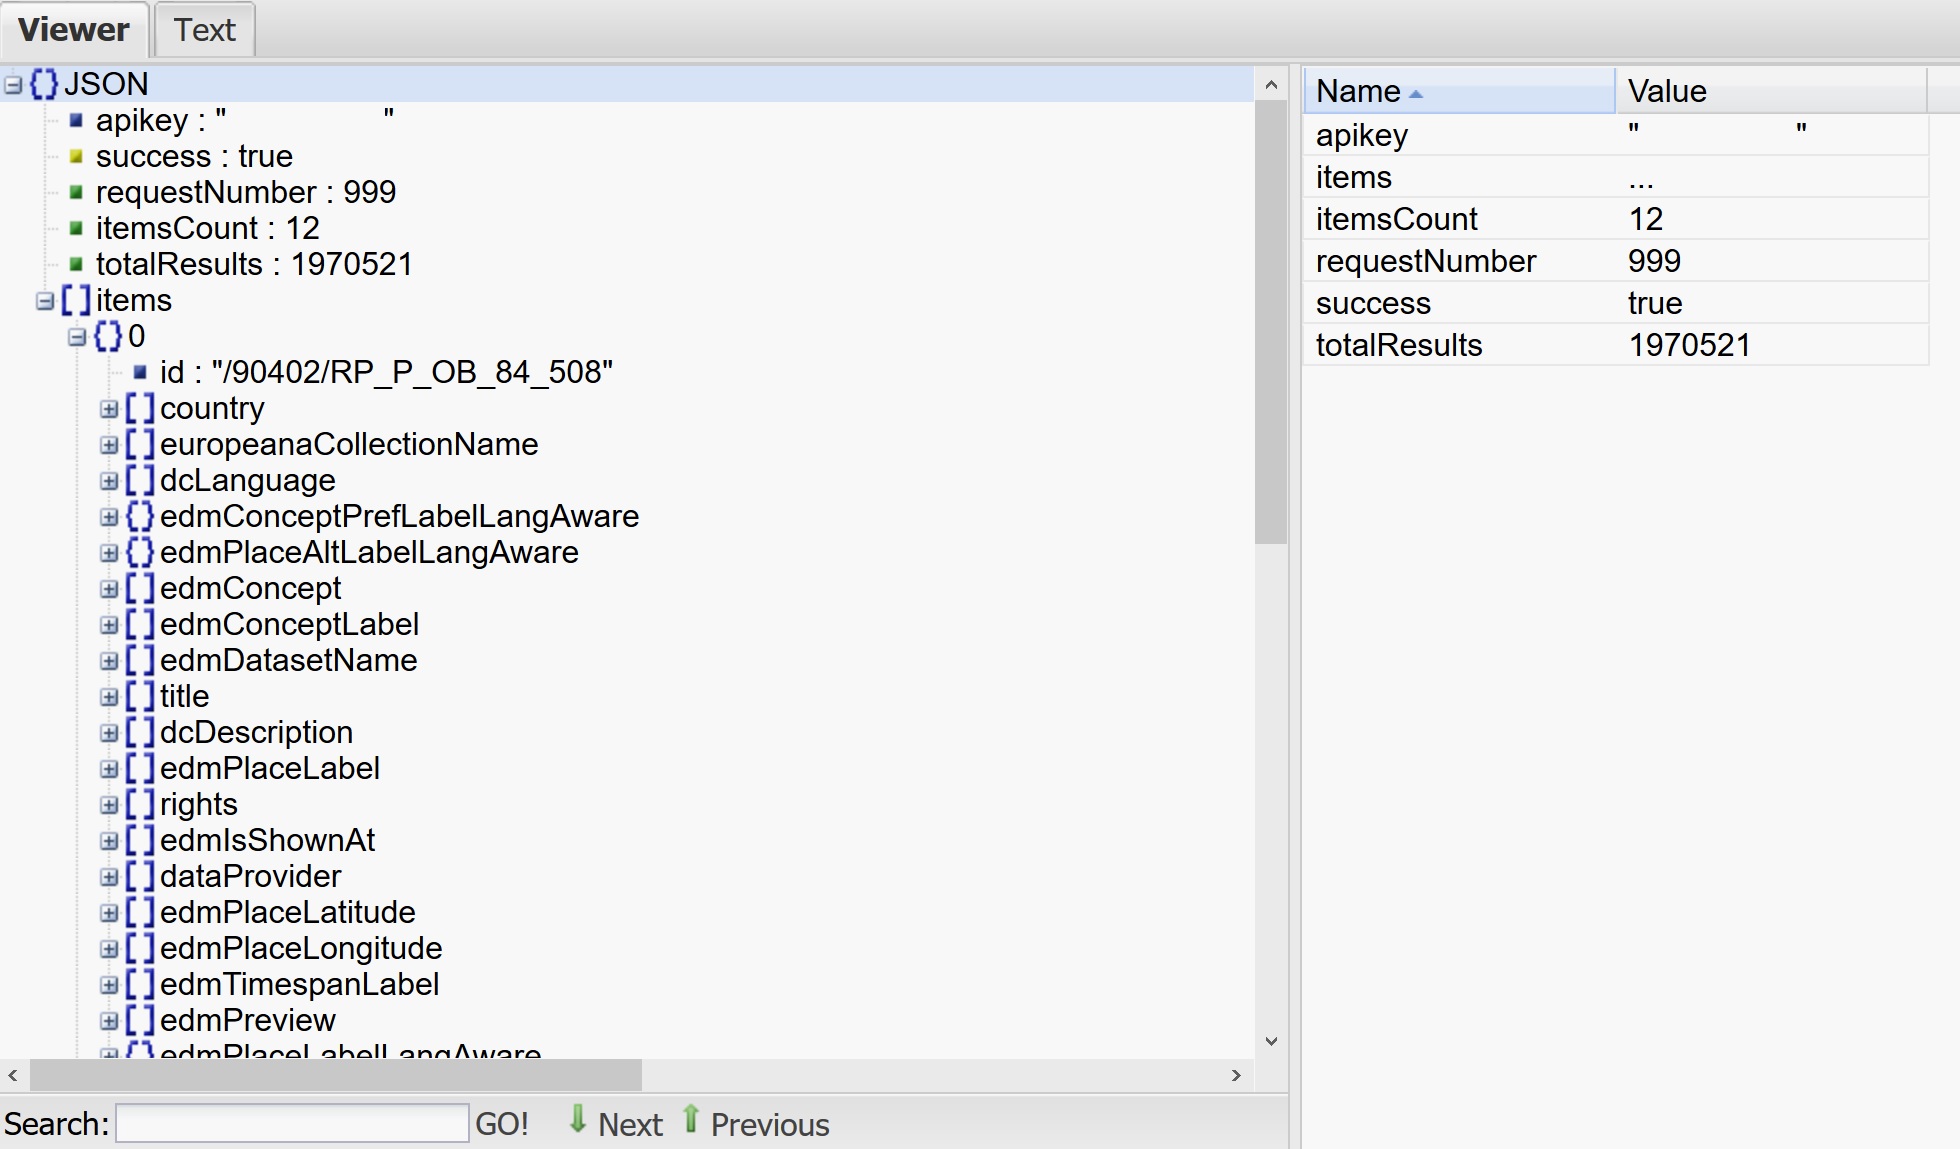 Viewer Text
JSON
apikey : " "
success : true
requestNumber : 999
itemsCount : 12
totalResults : 1970521
items
0
id : "/90402/RP_P_OB_84_508"
country
europeanaCollectionName
dcLanguage
edmConceptPrefLabelLangAware
edmPlaceAltLabelLangAware
edmConcept
edmConceptLabel
edmDatasetName
title
dcDescription
edmPlaceLabel
rights
edmIsShownAt
dataProvider
edmPlaceLatitude
edmPlaceLongitude
edmTimespanLabel
edmPreview
edmPlaceLabelLangAware
Search: GO! Next Previous
Name Value
apikey " "
items ...
itemsCount 12
requestNumber 999
success true
totalResults 1970521